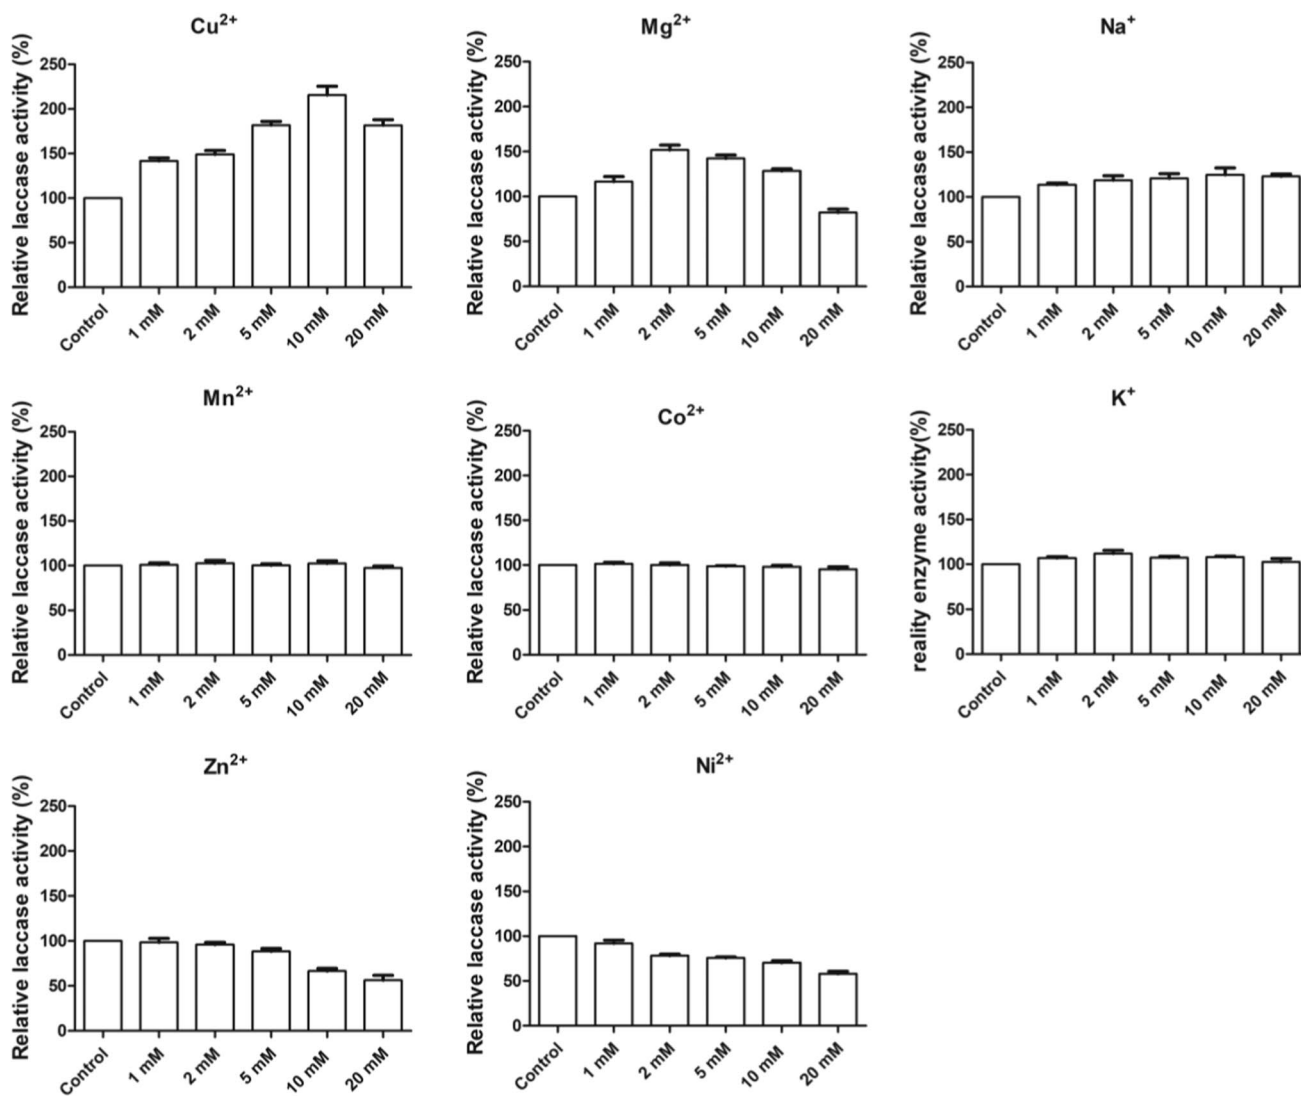 Cu2+
Relative laccase activity (%)
250
200
150
100
50
0
Control
1 mM
2 mM
5 mM
10 mM
20 mM
Mg2+
Relative laccase activity (%)
250
200
150
100
50
0
Control
1 mM
2 mM
5 mM
10 mM
20 mM
Na+
Relative laccase activity (%)
250
200
150
100
50
0
Control
1 mM
2 mM
5 mM
10 mM
20 mM
Mn2+
Relative laccase activity (%)
250
200
150
100
50
0
Control
1 mM
2 mM
5 mM
10 mM
20 mM
Co2+
Relative laccase activity (%)
250
200
150
100
50
0
Control
1 mM
2 mM
5 mM
10 mM
20 mM
K+
reality enzyme activity(%)
250
200
150
100
50
0
Control
1 mM
2 mM
5 mM
10 mM
20 mM
Zn2+
Relative laccase activity (%)
250
200
150
100
50
0
Control
1 mM
2 mM
5 mM
10 mM
20 mM
Ni2+
Relative laccase activity (%)
250
200
150
100
50
0
Control
1 mM
2 mM
5 mM
10 mM
20 mM